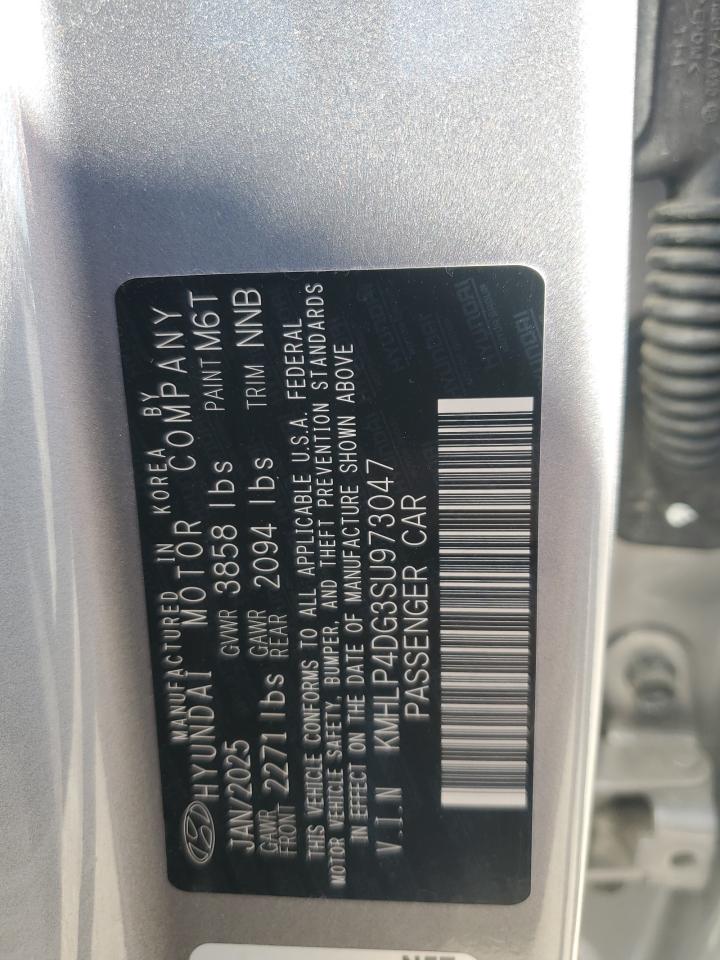 MANUFACTURED IN KOREA BY
HYUNDAI MOTOR COMPANY
JAN/2025 GVWR 3858 lbs PAINT M6T
GAWR FRONT 2271 lbs GAWR REAR 2094 lbs TRIM NNB
THIS VEHICLE CONFORMS TO ALL APPLICABLE U.S.A. FEDERAL
MOTOR VEHICLE SAFETY, BUMPER, AND THEFT PREVENTION STANDARDS
IN EFFECT ON THE DATE OF MANUFACTURE SHOWN ABOVE
V.I.N KMHLP4DG3SU973047
PASSENGER CAR